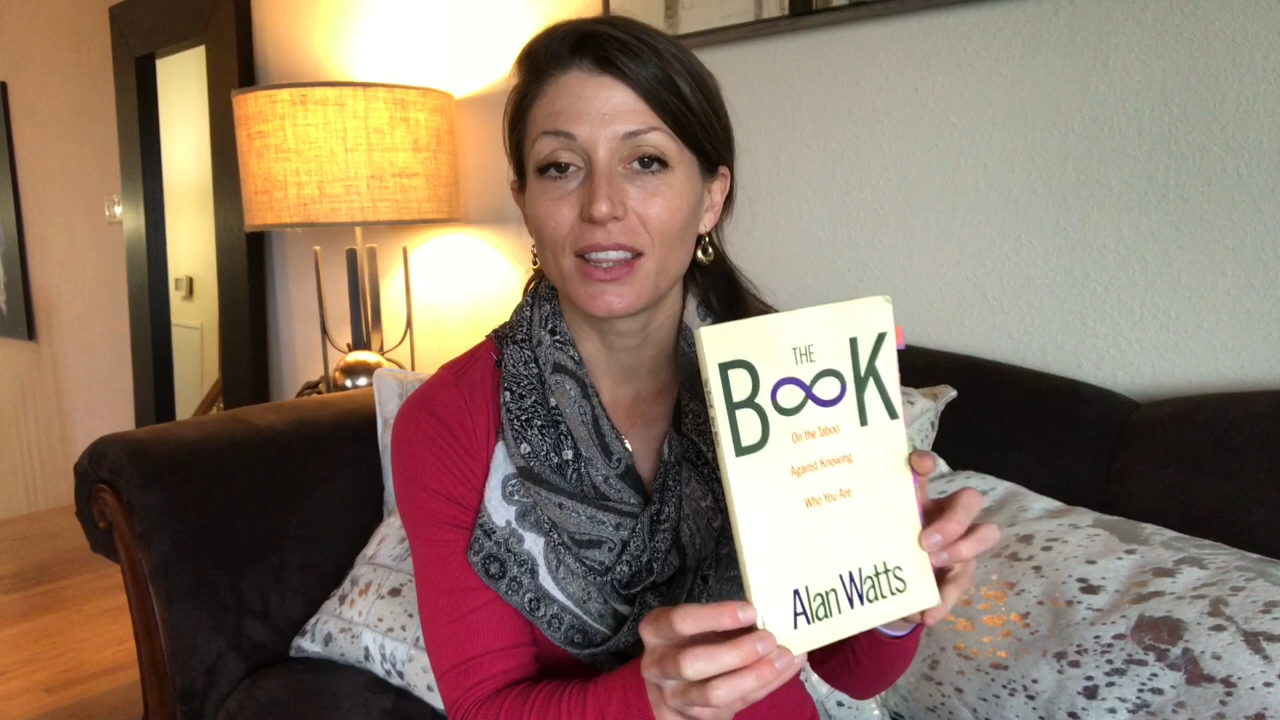 THE
BOOK
On the Taboo
Against Knowing
Who You Are
Alan Watts